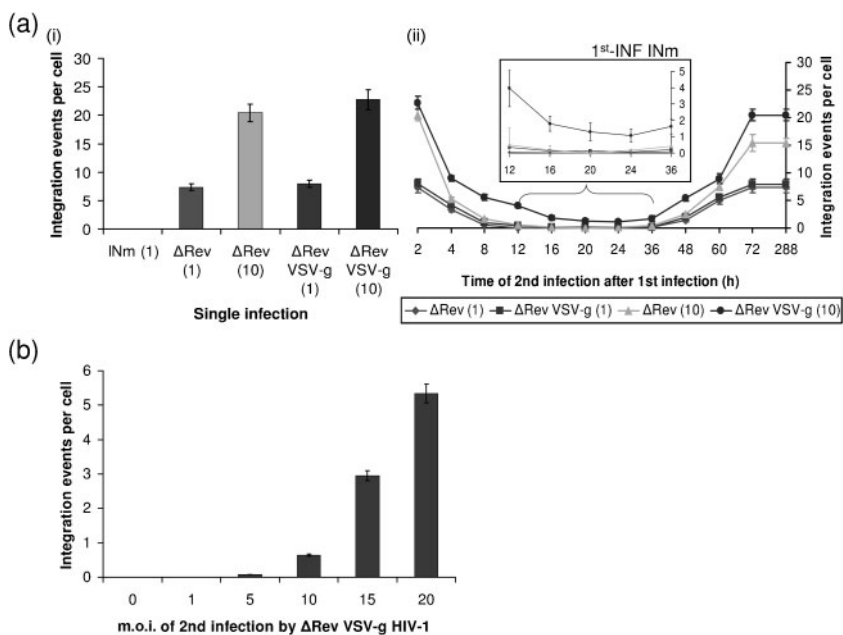 (a)
(i)
Integration events per cell
30
25
20
15
10
5
0
INm (1)
ΔRev
(1)
ΔRev
(10)
ΔRev
VSV-g
(1)
ΔRev
VSV-g
(10)
Single infection
(ii)
1st-INF INm
5
4
3
2
1
0
12 16 20 24 36
30
25
20
15
10
5
0
Integration events per cell
2 4 8 12 16 20 24 36 48 60 72 288
Time of 2nd infection after 1st infection (h)
ΔRev (1) ΔRev VSV-g (1) ΔRev (10) ΔRev VSV-g (10)
(b)
Integration events per cell
6
5
4
3
2
1
0
0 1 5 10 15 20
m.o.i. of 2nd infection by ΔRev VSV-g HIV-1